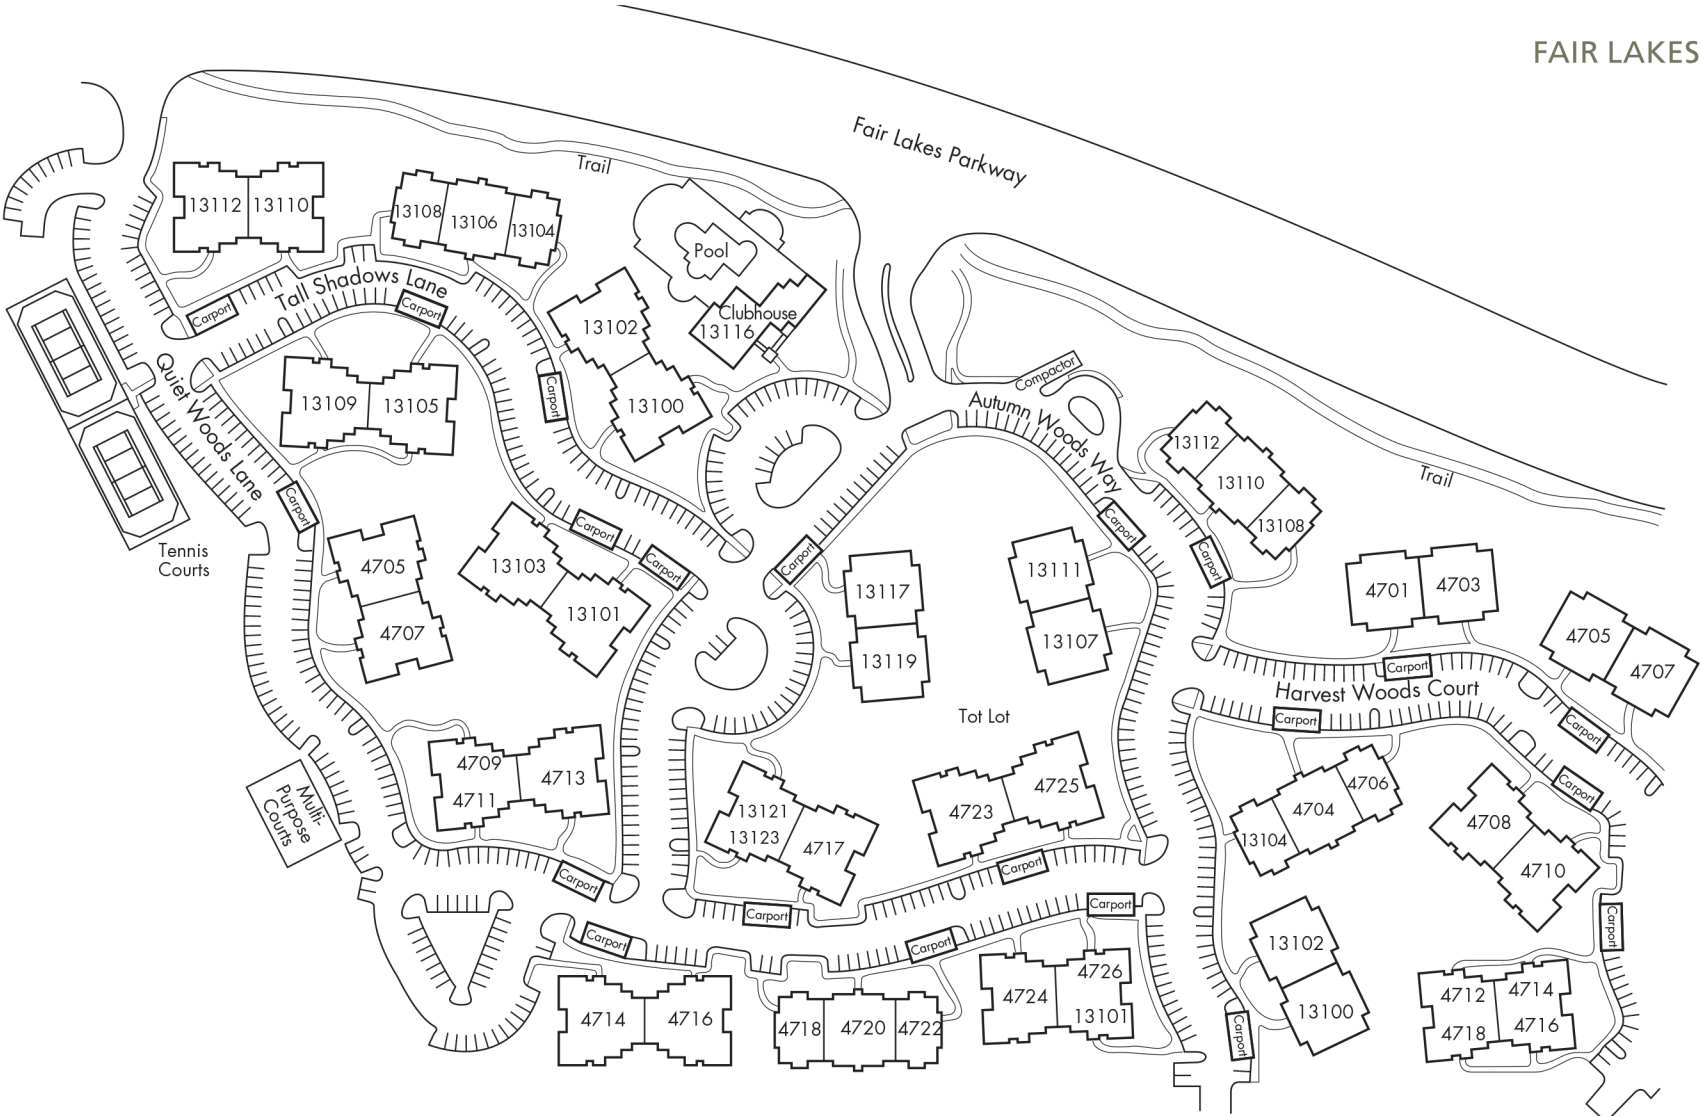 FAIR LAKES
Fair Lakes Parkway
Trail
13112
13110
13108
13106
13104
Pool
Clubhouse
13116
Tall Shadows Lane
Carport
Carport
13102
13100
Carport
Quiet Woods Lane
13109
13105
Compactor
Autumn Woods Way
13112
13110
13108
Trail
Carport
Tennis
Courts
4705
4707
13103
13101
Carport
Carport
Carport
13117
13119
13111
13107
Carport
Carport
4701
4703
4705
4707
Carport
Harvest Woods Court
Carport
Carport
Tot Lot
4709
4711
4713
Multi-
Purpose
Courts
13121
13123
4717
4723
4725
13104
4704
4706
4708
4710
Carport
Carport
Carport
Carport
Carport
Carport
Carport
Carport
4714
4716
4718
4720
4722
4724
4726
13101
13102
13100
Carport
4712
4714
4718
4716